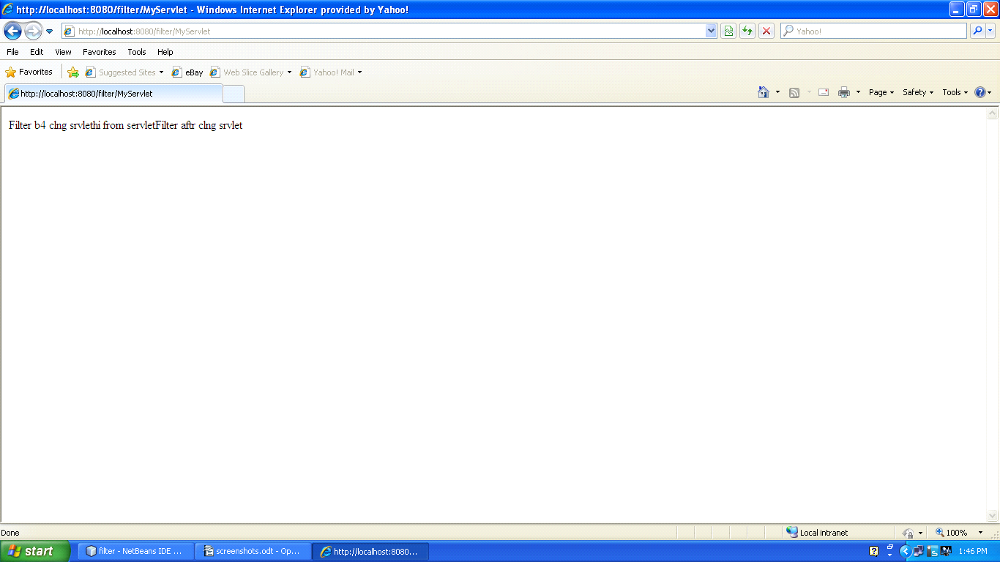 http://localhost:8080/filter/MyServlet - Windows Internet Explorer provided by Yahoo!
http://localhost:8080/filter/MyServlet
Yahoo!
File Edit View Favorites Tools Help
Favorites Suggested Sites eBay Web Slice Gallery Yahoo! Mail
http://localhost:8080/filter/MyServlet
Page Safety Tools
Filter b4 clng srvlethi from servletFilter aftr clng srvlet
Done Local intranet 100%
start filter - NetBeans IDE ... screenshots.odt - Op... http://localhost:8080... 1:46 PM